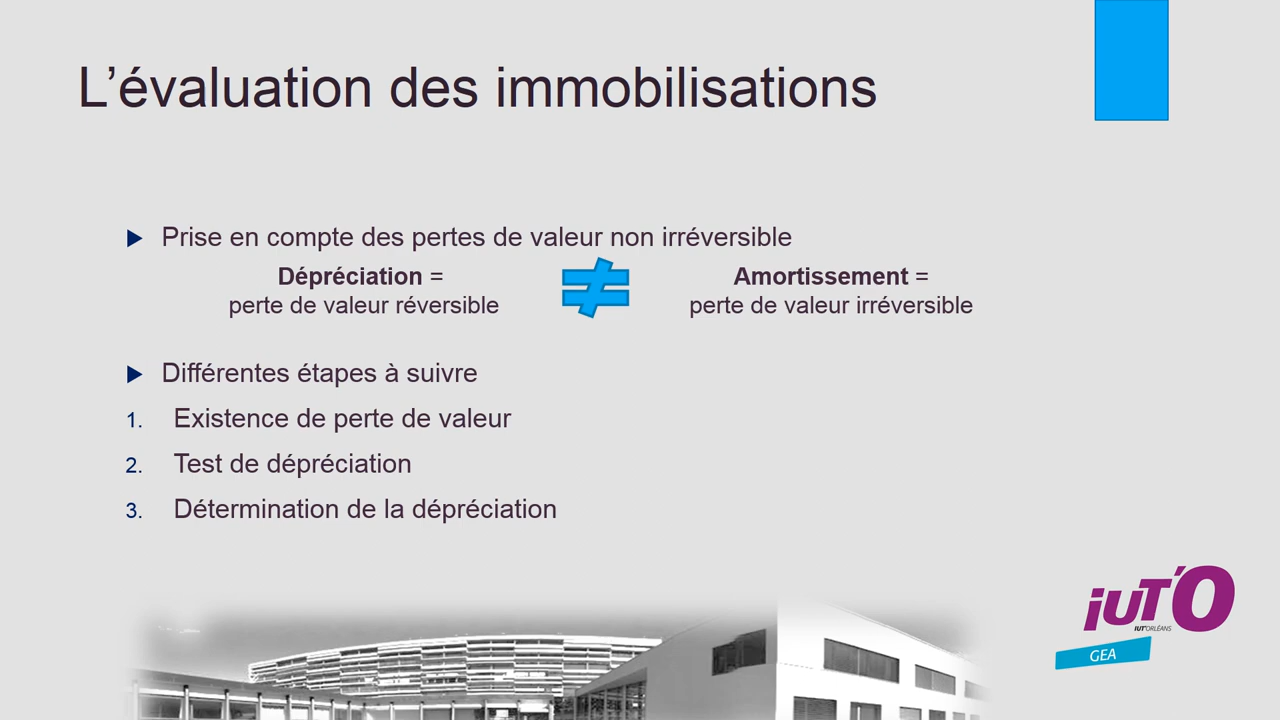 L’évaluation des immobilisations
Prise en compte des pertes de valeur non irréversible
Dépréciation =
perte de valeur réversible
Amortissement =
perte de valeur irréversible
Différentes étapes à suivre
1. Existence de perte de valeur
2. Test de dépréciation
3. Détermination de la dépréciation
iUT'O
IUT'ORLÉANS
GEA